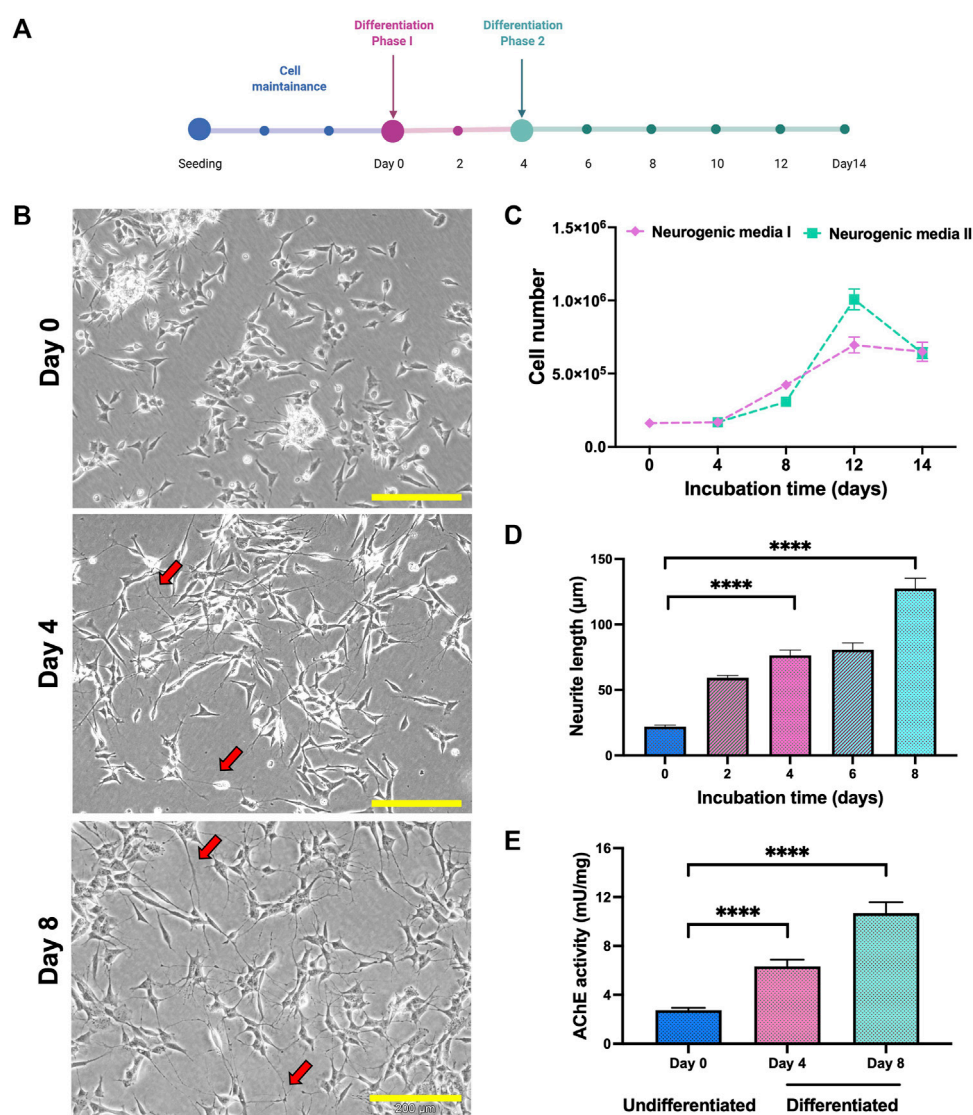 A
Differentiation
Phase I
Differentiation
Phase 2
Cell
maintainance
Seeding
Day 0
2
4
6
8
10
12
Day14
B
Day 0
Day 4
Day 8
200 µm
C
Neurogenic media I
Neurogenic media II
1.5×10⁶
1.0×10⁶
5.0×10⁵
0.0
Cell number
0 4 8 12 14
Incubation time (days)
D
****
****
150
100
50
0
Neurite length (µm)
0 2 4 6 8
Incubation time (days)
E
****
****
16
12
8
4
0
AChE activity (mU/mg)
Day 0 Day 4 Day 8
Undifferentiated Differentiated